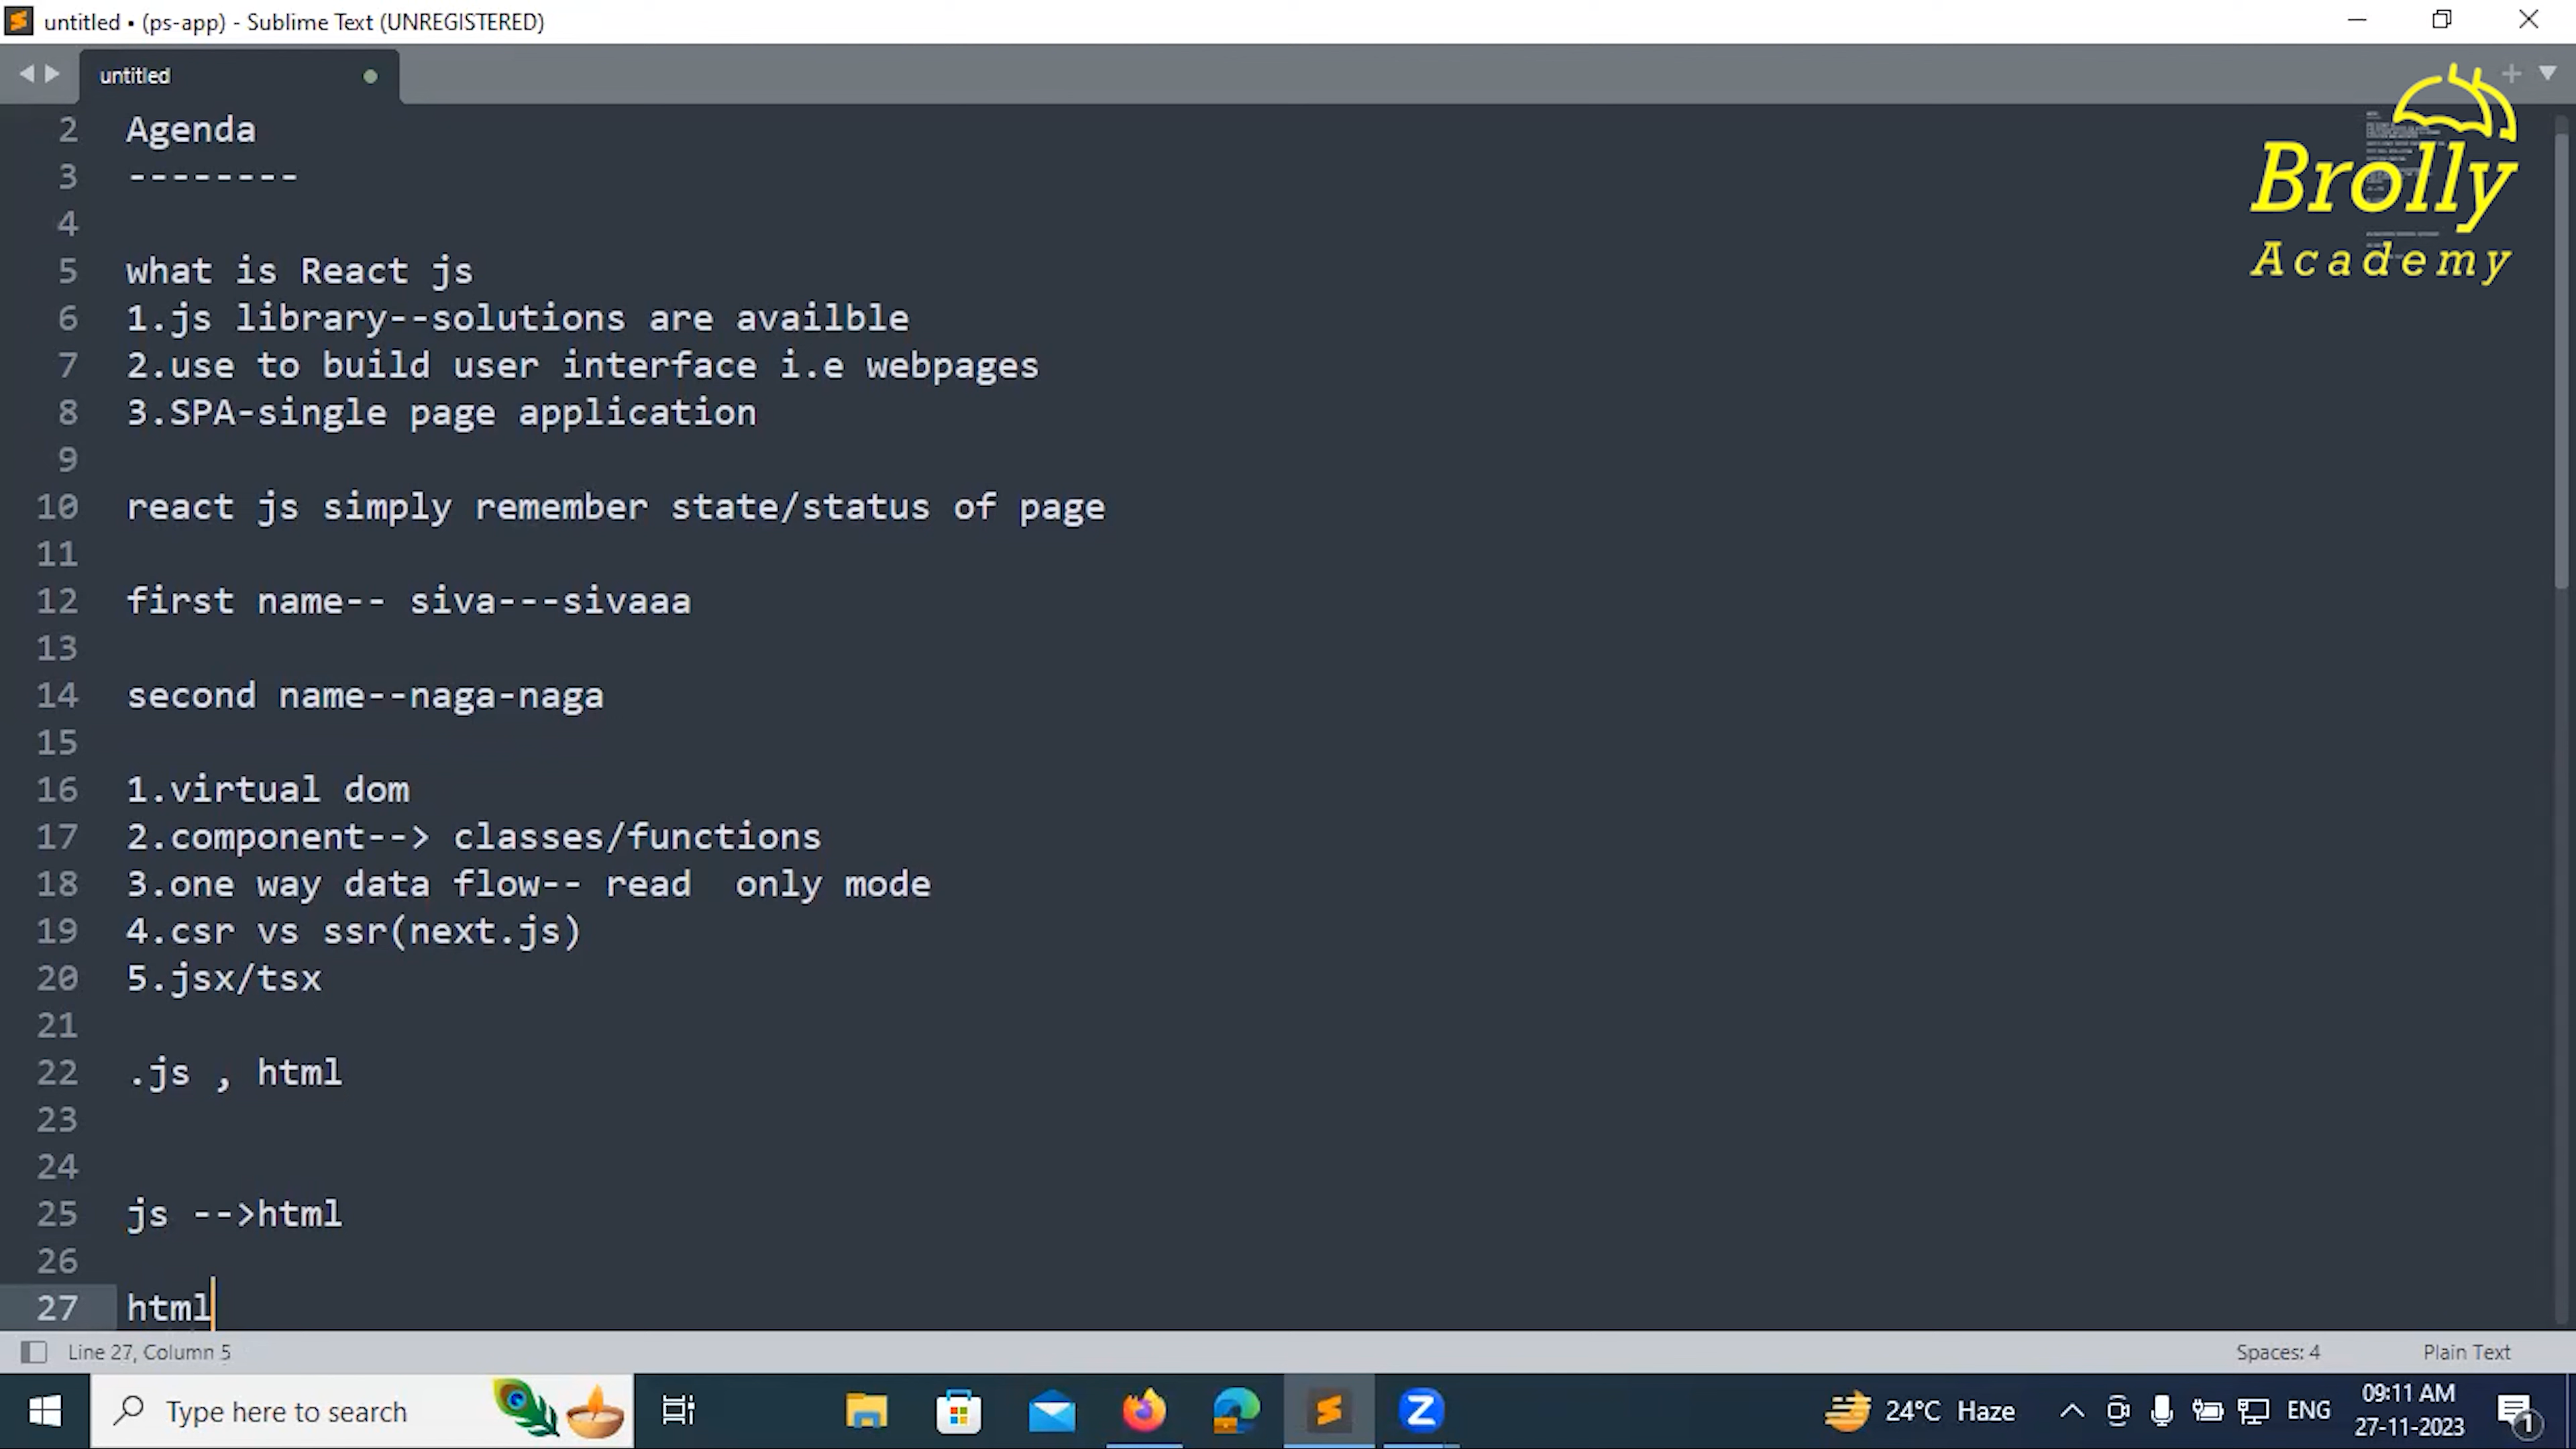 untitled • (ps-app) - Sublime Text (UNREGISTERED)
untitled
Brolly
Academy
2 Agenda
3 --------
4
5 what is React js
6 1.js library--solutions are availble
7 2.use to build user interface i.e webpages
8 3.SPA-single page application
9
10 react js simply remember state/status of page
11
12 first name-- siva---sivaaa
13
14 second name--naga-naga
15
16 1.virtual dom
17 2.component--> classes/functions
18 3.one way data flow-- read  only mode
19 4.csr vs ssr(next.js)
20 5.jsx/tsx
21
22 .js , html
23
24
25 js -->html
26
27 html
Line 27, Column 5
Spaces: 4
Plain Text
Type here to search
24°C Haze
ENG
09:11 AM
27-11-2023
1